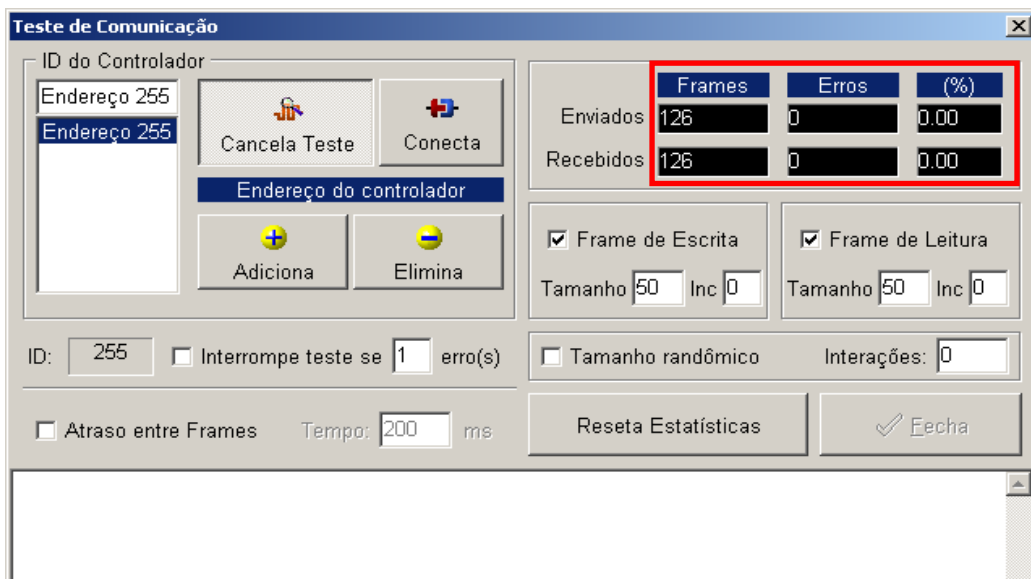 Teste de Comunicação
ID do Controlador
Endereço 255
Endereço 255
Cancela Teste
Conecta
Endereço do controlador
Adiciona
Elimina
Frames Erros (%)
Enviados 126 0 0.00
Recebidos 126 0 0.00
Frame de Escrita
Tamanho 50 Inc 0
Frame de Leitura
Tamanho 50 Inc 0
ID: 255 Interrompe teste se 1 erro(s)
Tamanho randômico Interações: 0
Atraso entre Frames Tempo: 200 ms
Reseta Estatísticas
Fecha